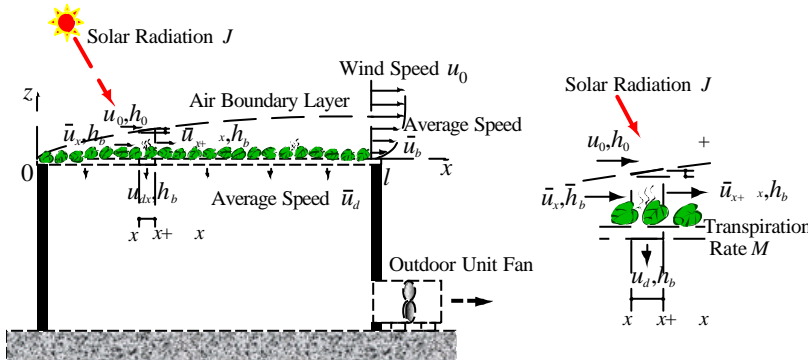 Solar Radiation J
Wind Speed u0
z
Air Boundary Layer
u0,h0
Average Speed
ūb
ūx,hb
ūx+ x,hb
0
x
l
udx hb
Average Speed ūd
x x+ x
Outdoor Unit Fan
Solar Radiation J
u0,h0
+
ūx,h̄b
ūx+ x,hb
Transpiration
Rate M
ud,hb
x x+ x